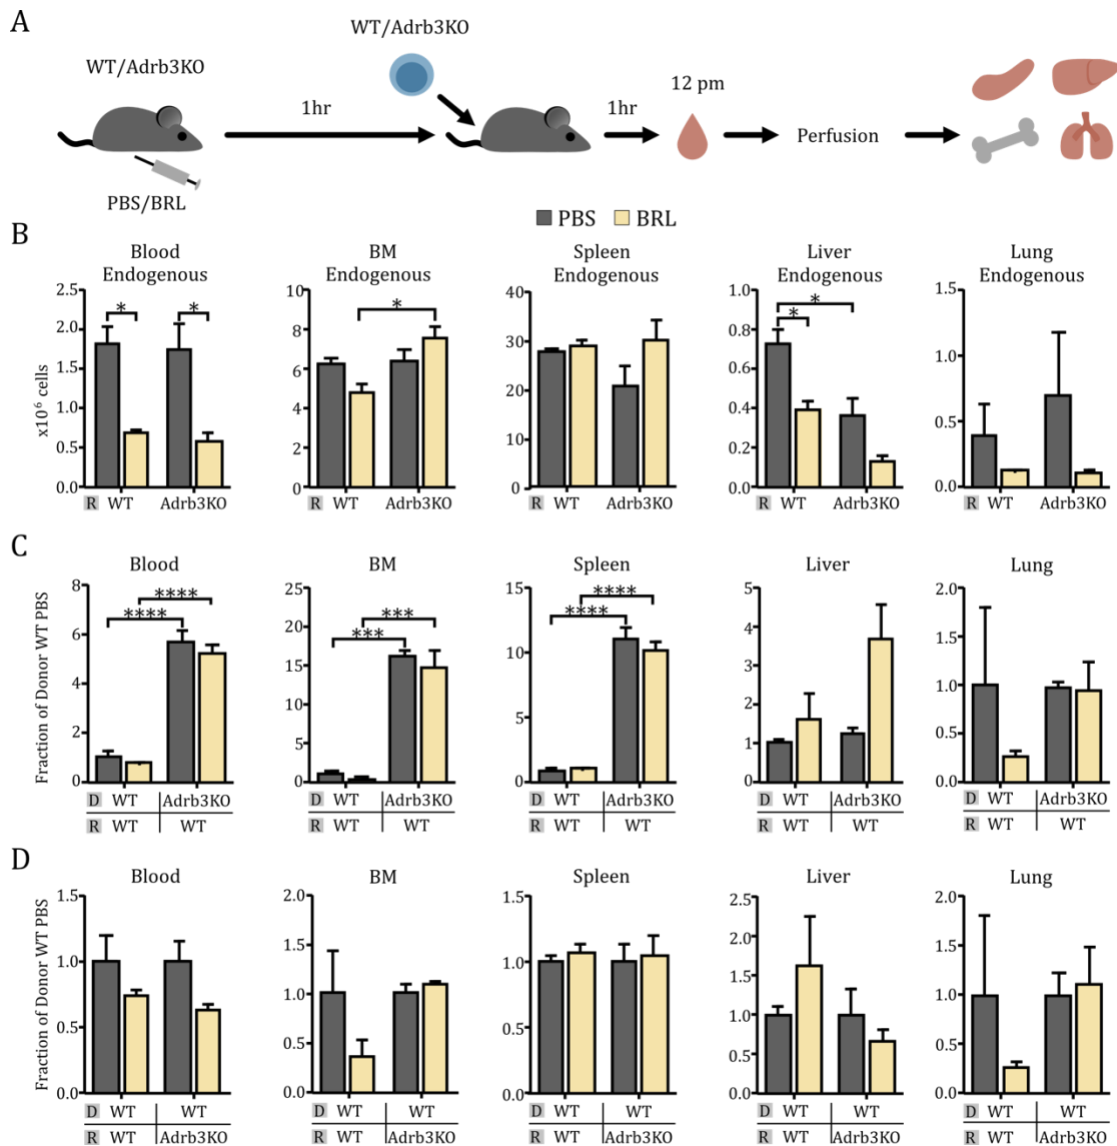 A
WT/Adrb3KO
WT/Adrb3KO
1hr
1hr
12 pm
Perfusion
PBS/BRL
PBS BRL
B
Blood Endogenous
BM Endogenous
Spleen Endogenous
Liver Endogenous
Lung Endogenous
x10⁶ cells
2.5 2.0 1.5 1.0 0.5 0.0
* *
R WT Adrb3KO
10 8 6 4 2 0
*
R WT Adrb3KO
40 30 20 10 0
R WT Adrb3KO
1.0 0.8 0.6 0.4 0.2 0.0
* *
R WT Adrb3KO
1.5 1.0 0.5 0.0
R WT Adrb3KO
C
Blood
BM
Spleen
Liver
Lung
Fraction of Donor WT PBS
8 6 4 2 0
**** ****
D WT Adrb3KO
R WT WT
25 20 15 10 5 0
*** ***
D WT Adrb3KO
R WT WT
15 10 5 0
**** ****
D WT Adrb3KO
R WT WT
5 4 3 2 1 0
D WT Adrb3KO
R WT WT
2.0 1.5 1.0 0.5 0.0
D WT Adrb3KO
R WT WT
D
Blood
BM
Spleen
Liver
Lung
Fraction of Donor WT PBS
1.5 1.0 0.5 0.0
D WT WT
R WT Adrb3KO
2.0 1.5 1.0 0.5 0.0
D WT WT
R WT Adrb3KO
1.5 1.0 0.5 0.0
D WT WT
R WT Adrb3KO
2.5 2.0 1.5 1.0 0.5 0.0
D WT WT
R WT Adrb3KO
2.0 1.5 1.0 0.5 0.0
D WT WT
R WT Adrb3KO